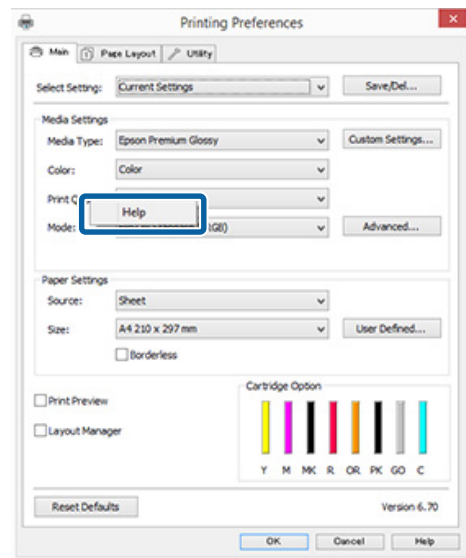 Printing Preferences
Main Page Layout Utility
Select Setting: Current Settings Save/Del...
Media Settings
Media Type: Epson Premium Glossy Custom Settings...
Color: Color
Print Q
Help
Mode: Advanced...
Paper Settings
Source: Sheet
Size: A4 210 x 297 mm User Defined...
Borderless
Print Preview
Layout Manager
Cartridge Option
Y M MK R OR PK GO C
Reset Defaults Version 6.70
OK Cancel Help